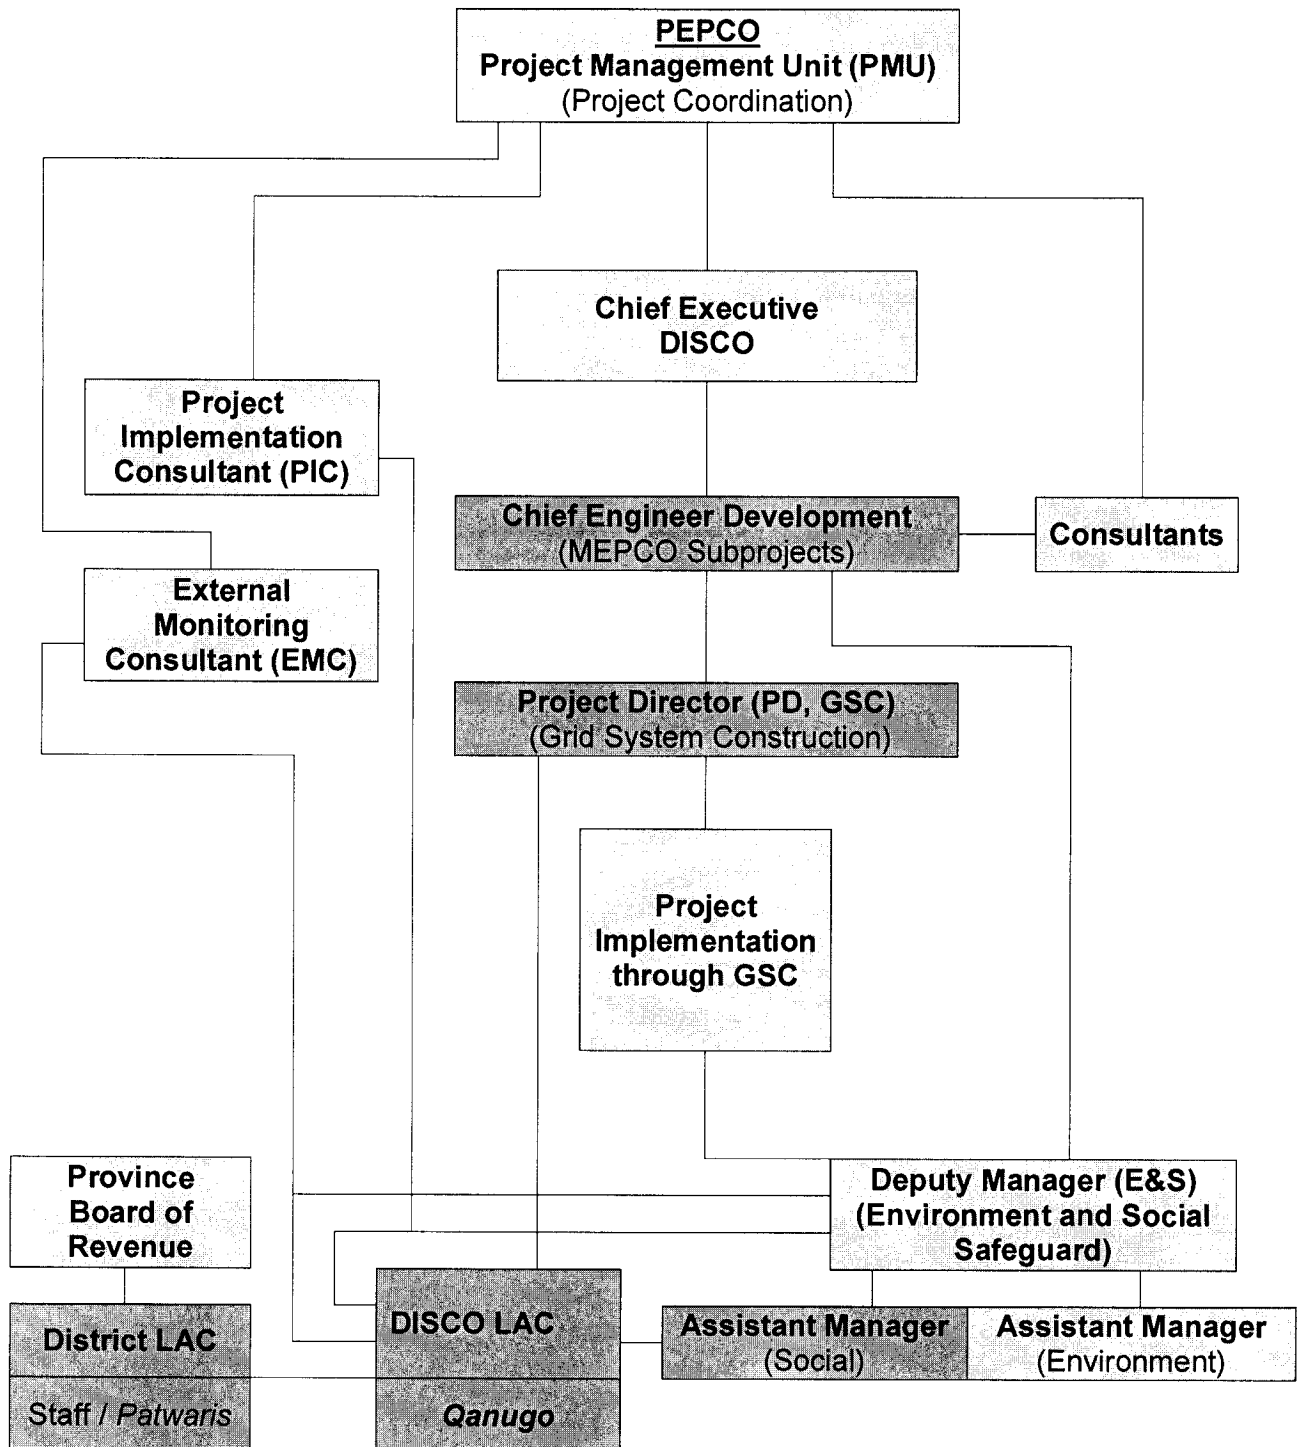 PEPCO
Project Management Unit (PMU)
(Project Coordination)
Chief Executive
DISCO
Project
Implementation
Consultant (PIC)
Chief Engineer Development
(MEPCO Subprojects)
Consultants
External
Monitoring
Consultant (EMC)
Project Director (PD, GSC)
(Grid System Construction)
Project
Implementation
through GSC
Province
Board of
Revenue
Deputy Manager (E&S)
(Environment and Social
Safeguard)
District LAC
Staff / Patwaris
DISCO LAC
Qanugo
Assistant Manager
(Social)
Assistant Manager
(Environment)